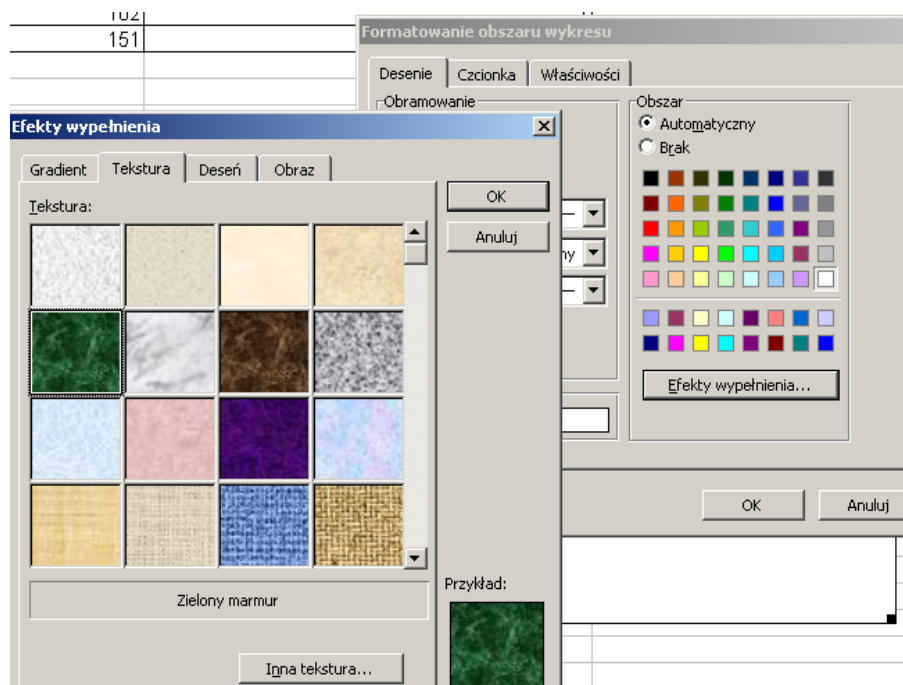 151
Formatowanie obszaru wykresu
Desenie
Czcionka
Właściwości
Obramowanie
Obszar
Automatyczny
Brak
Efekty wypełnienia...
OK
Anuluj
Efekty wypełnienia
Gradient
Tekstura
Deseń
Obraz
Tekstura:
OK
Anuluj
Zielony marmur
Przykład:
Inna tekstura...